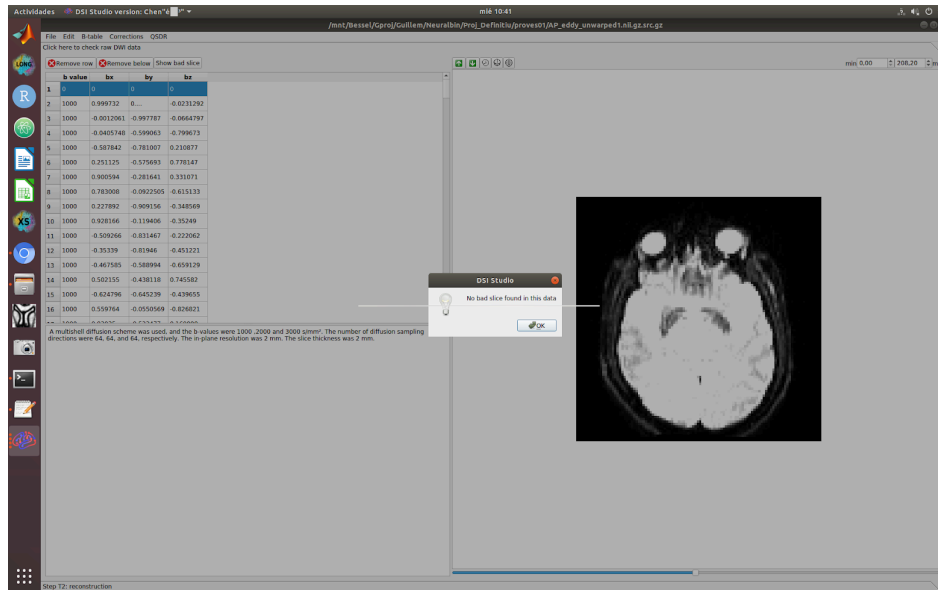 Actividades
DSI Studio version: Chen
mié 10:41
/mnt/Bessel/Gproj/Guillem/Neuralbin/Proj_Definitiu/proves01/AP_eddy_unwarped1.nii.gz.src.gz
File Edit B-table Corrections QSDR
Click here to check raw DWI data
Remove row Remove below Show bad slice
min 0,00 208,20
b value bx by bz
1 0 0 0 0
2 1000 0.999732 0.... -0.0231292
3 1000 -0.0012061 -0.997787 -0.0664797
4 1000 -0.0405748 -0.599063 -0.799673
5 1000 -0.587842 -0.781007 0.210877
6 1000 0.251125 -0.575693 0.778147
7 1000 0.900594 -0.281641 0.331071
8 1000 0.783008 -0.0922505 -0.615133
9 1000 0.227892 -0.909156 -0.348569
10 1000 0.928166 -0.119406 -0.35249
11 1000 -0.509266 -0.831467 -0.222062
12 1000 -0.35339 -0.81946 -0.451221
13 1000 -0.467585 -0.588994 -0.659129
14 1000 0.502155 -0.438118 0.745582
15 1000 -0.624796 -0.645239 -0.439655
16 1000 0.559764 -0.0550569 -0.826821
A multishell diffusion scheme was used, and the b-values were 1000 ,2000 and 3000 s/mm². The number of diffusion sampling
directions were 64, 64, and 64, respectively. The in-plane resolution was 2 mm. The slice thickness was 2 mm.
DSI Studio
No bad slice found in this data
OK
Step T2: reconstruction
LONG
R
XS